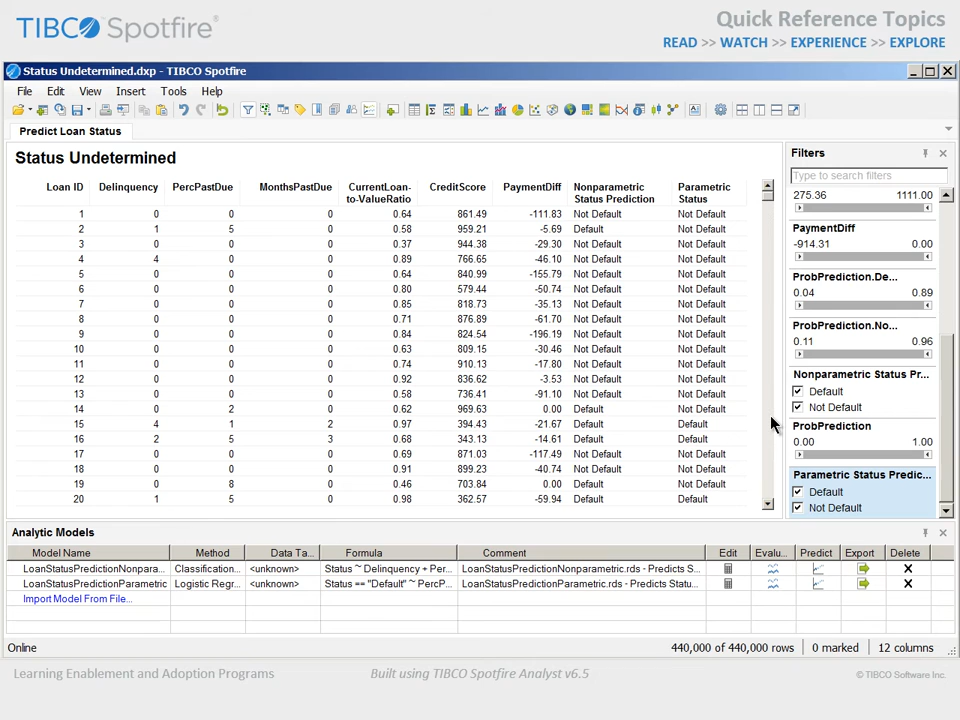 TIBCO Spotfire®
Quick Reference Topics
READ >> WATCH >> EXPERIENCE >> EXPLORE
Status Undetermined.dxp - TIBCO Spotfire
File Edit View Insert Tools Help
Predict Loan Status
Status Undetermined
Loan ID Delinquency PercPastDue MonthsPastDue CurrentLoan-to-ValueRatio CreditScore PaymentDiff Nonparametric Status Prediction Parametric Status
1 0 0 0 0.64 861.49 -111.83 Not Default Not Default
2 1 5 0 0.58 959.21 -5.69 Default Not Default
3 0 0 0 0.37 944.38 -29.30 Not Default Not Default
4 4 0 0 0.89 766.65 -46.10 Not Default Not Default
5 0 0 0 0.64 840.99 -155.79 Not Default Not Default
6 0 0 0 0.80 579.44 -50.74 Not Default Not Default
7 0 0 0 0.85 818.73 -35.13 Not Default Not Default
8 0 0 0 0.71 876.89 -61.70 Not Default Not Default
9 0 0 0 0.84 824.54 -196.19 Not Default Not Default
10 0 0 0 0.63 809.15 -30.46 Not Default Not Default
11 0 0 0 0.74 910.13 -17.80 Not Default Not Default
12 0 0 0 0.92 836.62 -3.53 Not Default Not Default
13 0 0 0 0.58 736.41 -91.10 Not Default Not Default
14 0 2 0 0.62 969.63 0.00 Default Not Default
15 4 1 2 0.97 394.43 -21.67 Default Default
16 2 5 3 0.68 343.13 -14.61 Default Default
17 0 0 0 0.69 871.03 -117.49 Not Default Not Default
18 0 0 0 0.91 899.23 -40.74 Not Default Not Default
19 0 8 0 0.46 703.84 0.00 Default Not Default
20 1 5 0 0.98 362.57 -59.94 Default Default
Filters
Type to search filters
275.36 1111.00
PaymentDiff
-914.31 0.00
ProbPrediction.De...
0.04 0.89
ProbPrediction.No...
0.11 0.96
Nonparametric Status Pr...
Default
Not Default
ProbPrediction
0.00 1.00
Parametric Status Predic...
Default
Not Default
Analytic Models
Model Name Method Data Ta... Formula Comment Edit Evalu... Predict Export Delete
LoanStatusPredictionNonpara... Classification... <unknown> Status ~ Delinquency + Per... LoanStatusPredictionNonparametric.rds - Predicts S...
LoanStatusPredictionParametric Logistic Regr... <unknown> Status == "Default" ~ PercP... LoanStatusPredictionParametric.rds - Predicts Statu...
Import Model From File...
Online
440,000 of 440,000 rows 0 marked 12 columns
Learning Enablement and Adoption Programs
Built using TIBCO Spotfire Analyst v6.5
© TIBCO Software Inc.